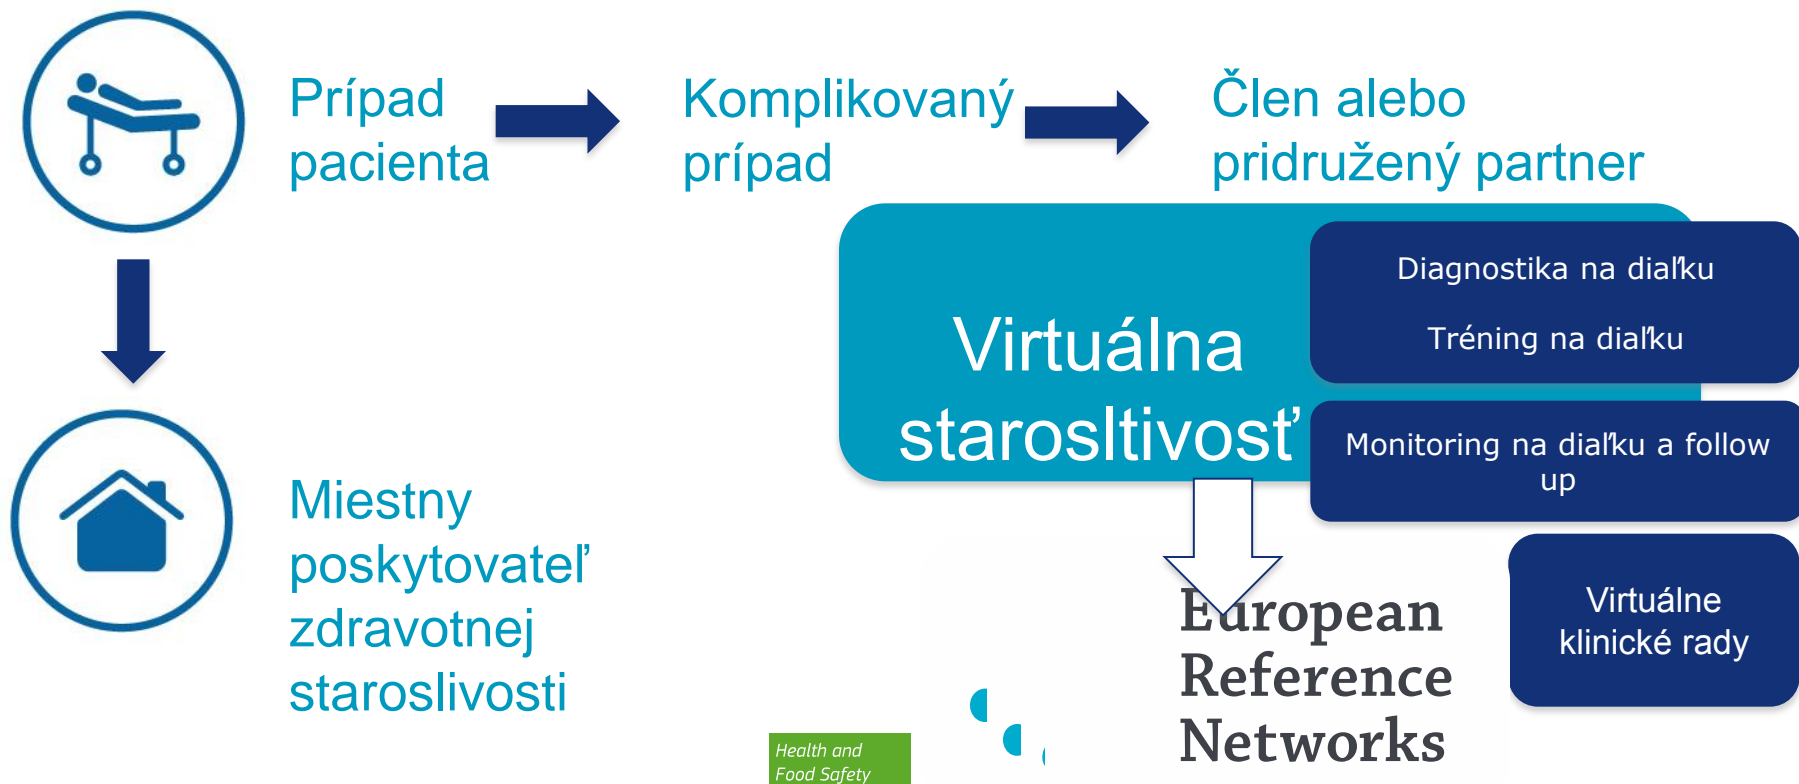 Prípad
pacienta
Komplikovaný
prípad
Člen alebo
pridružený partner
Virtuálna
starosltivosť
Diagnostika na diaľku
Tréning na diaľku
Monitoring na diaľku a follow
up
Virtuálne
klinické rady
Miestny
poskytovateľ
zdravotnej
staroslivosti
European
Reference
Networks
Health and
Food Safety